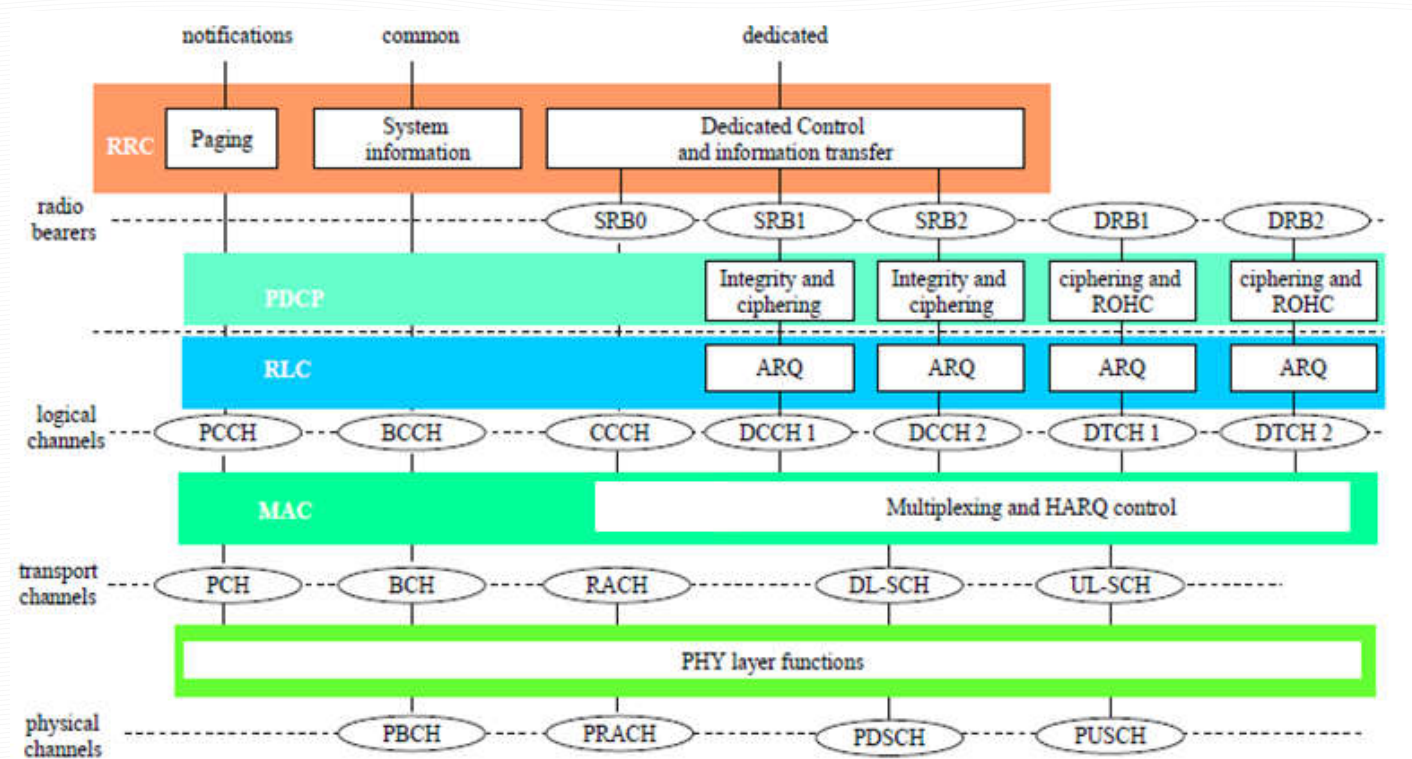 notifications common dedicated
RRC
Paging
System
information
Dedicated Control
and information transfer
radio
bearers
SRB0 SRB1 SRB2 DRB1 DRB2
PDCP
Integrity and
ciphering
Integrity and
ciphering
ciphering and
ROHC
ciphering and
ROHC
RLC
ARQ ARQ ARQ ARQ
logical
channels
PCCH BCCH CCCH DCCH 1 DCCH 2 DTCH 1 DTCH 2
MAC
Multiplexing and HARQ control
transport
channels
PCH BCH RACH DL-SCH UL-SCH
PHY layer functions
physical
channels
PBCH PRACH PDSCH PUSCH